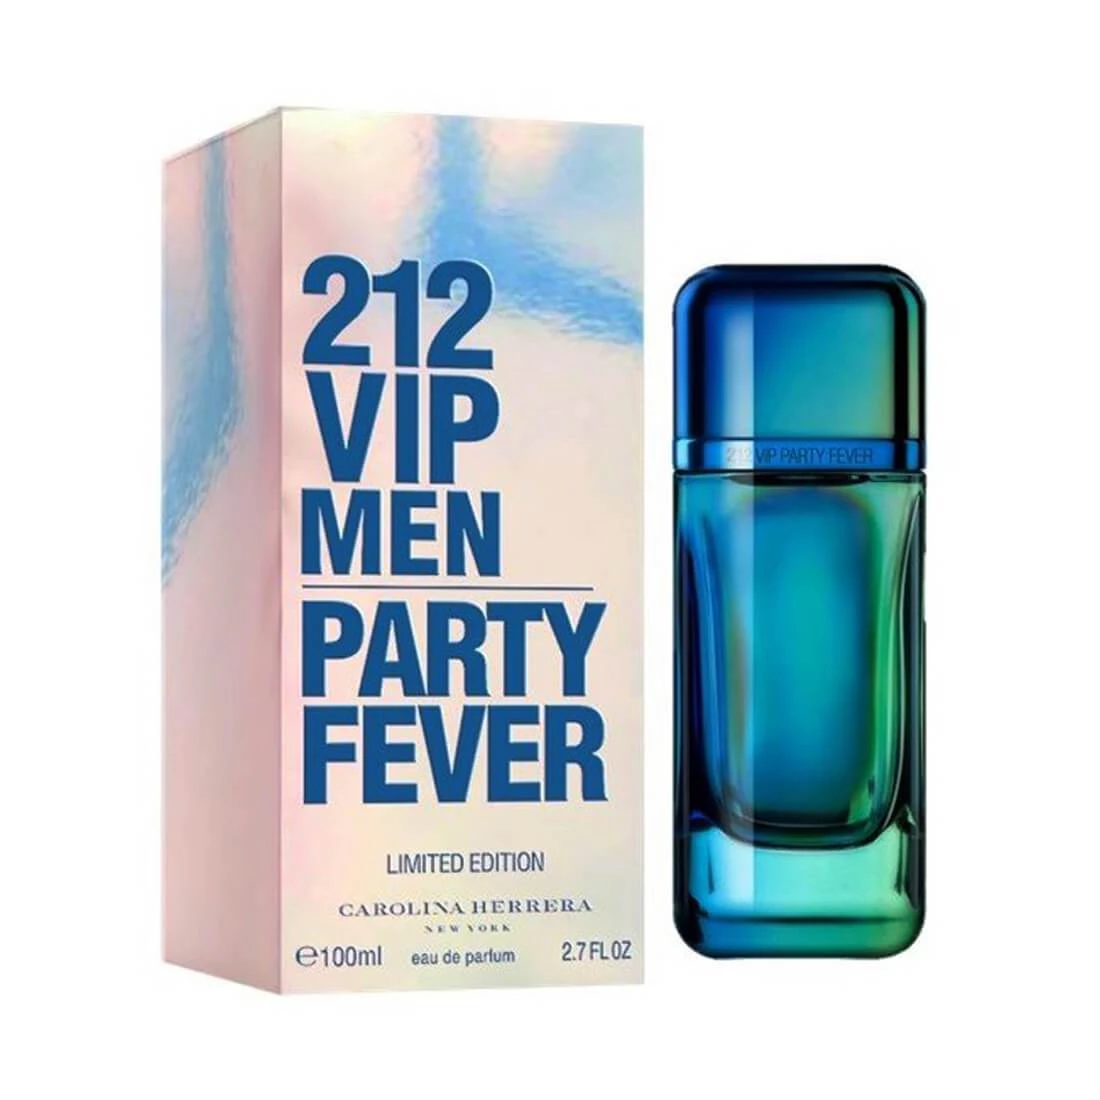 212
VIP
MEN
PARTY
FEVER
LIMITED EDITION
CAROLINA HERRERA
NEW YORK
℮100ml eau de parfum 2.7 FL OZ
212 VIP PARTY FEVER